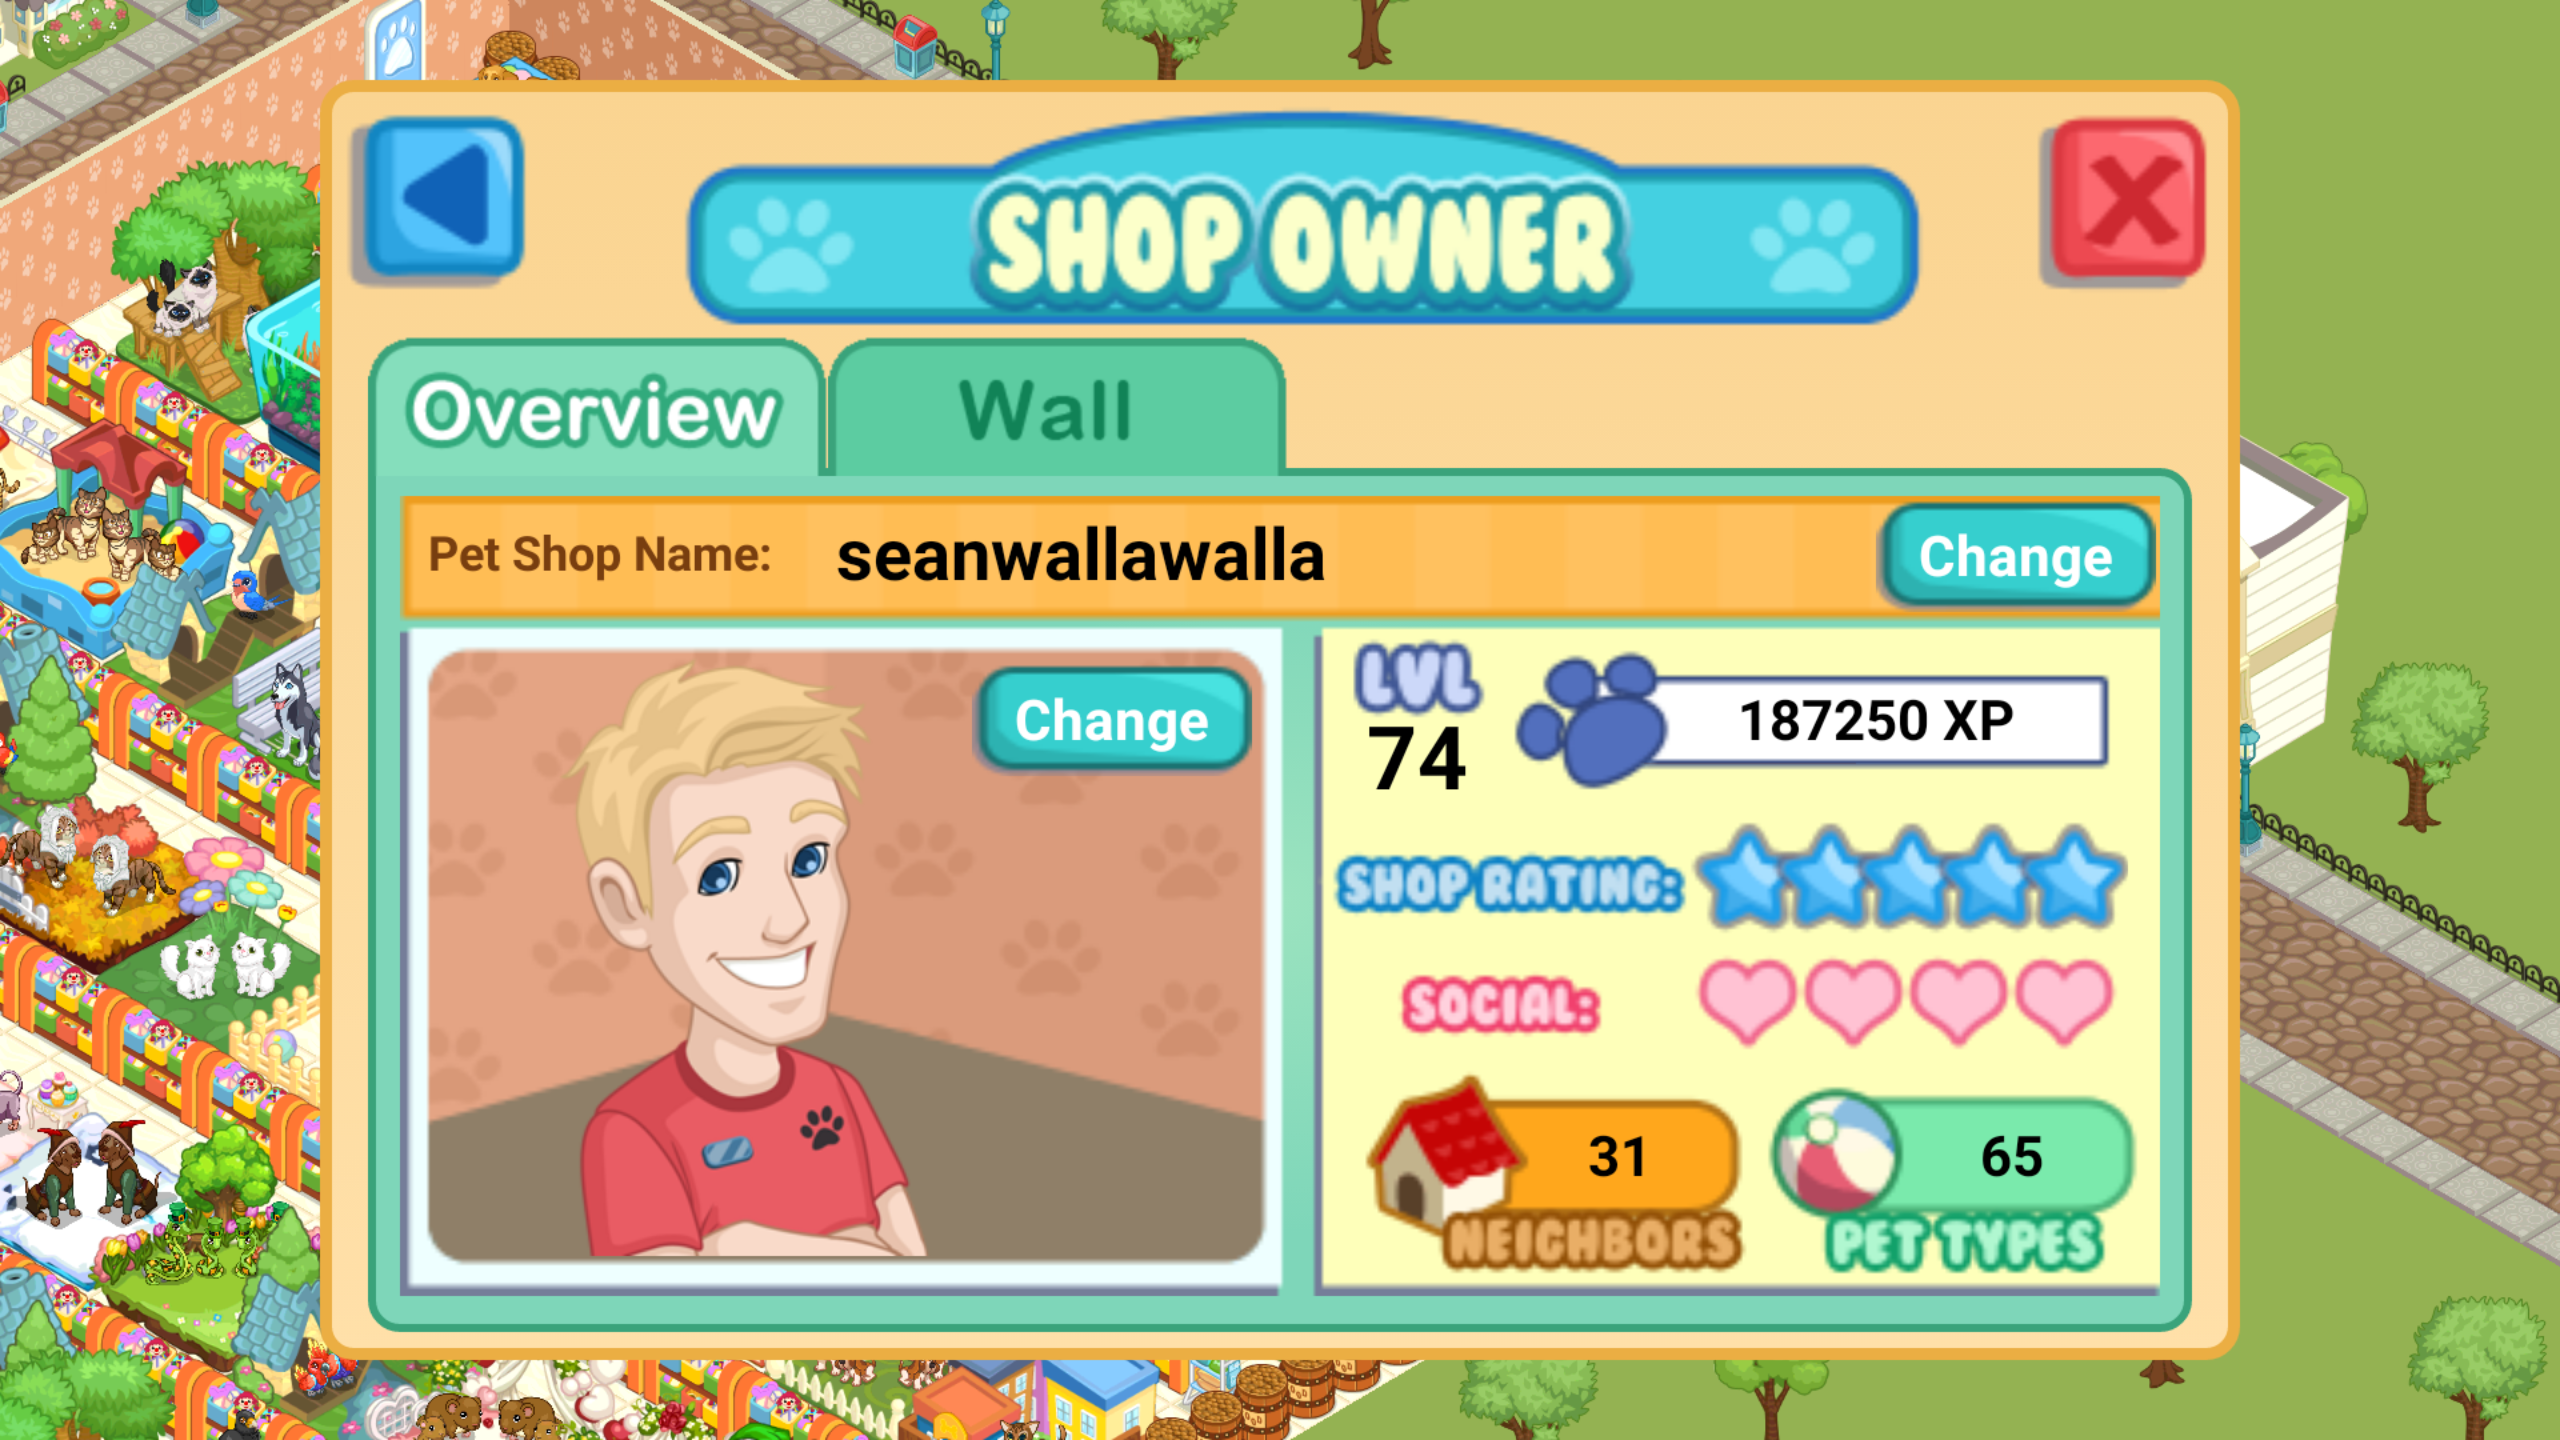 SHOP OWNER
Overview
Wall
Pet Shop Name: seanwallawalla Change
Change
LVL
74
187250 XP
SHOP RATING:
SOCIAL:
31
NEIGHBORS
65
PET TYPES